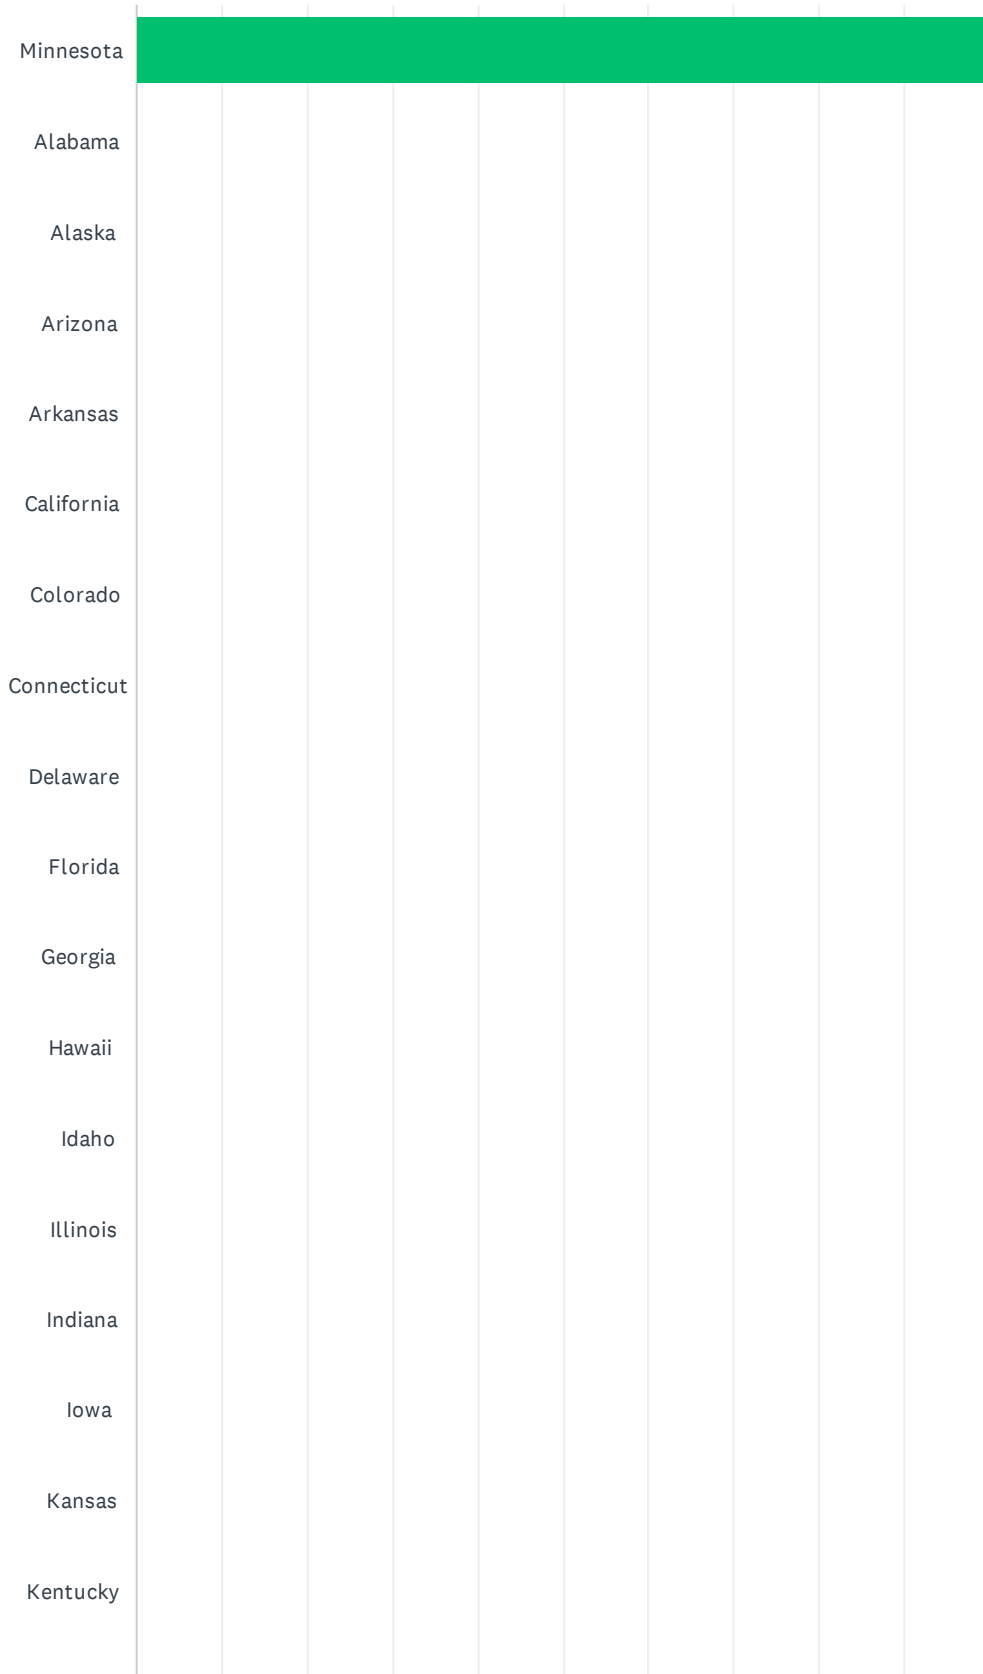 Minnesota
Alabama
Alaska
Arizona
Arkansas
California
Colorado
Connecticut
Delaware
Florida
Georgia
Hawaii
Idaho
Illinois
Indiana
Iowa
Kansas
Kentucky